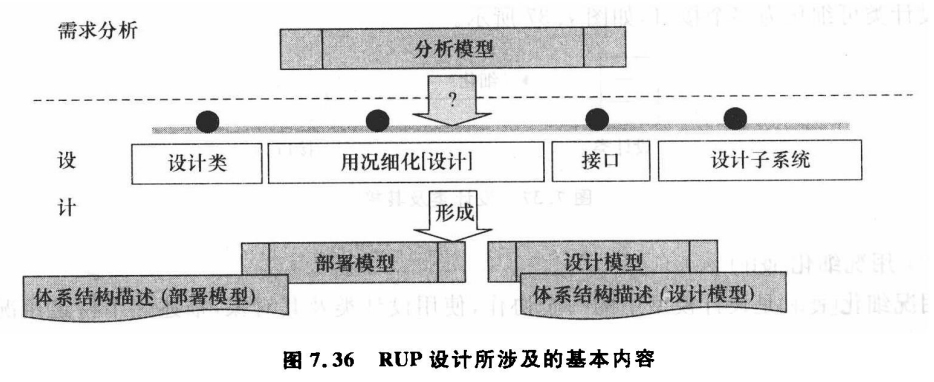 需求分析
分析模型
?
设计
设计类
用况细化[设计]
接口
设计子系统
形成
部署模型
设计模型
体系结构描述(部署模型)
体系结构描述(设计模型)
图 7.36 RUP 设计所涉及的基本内容